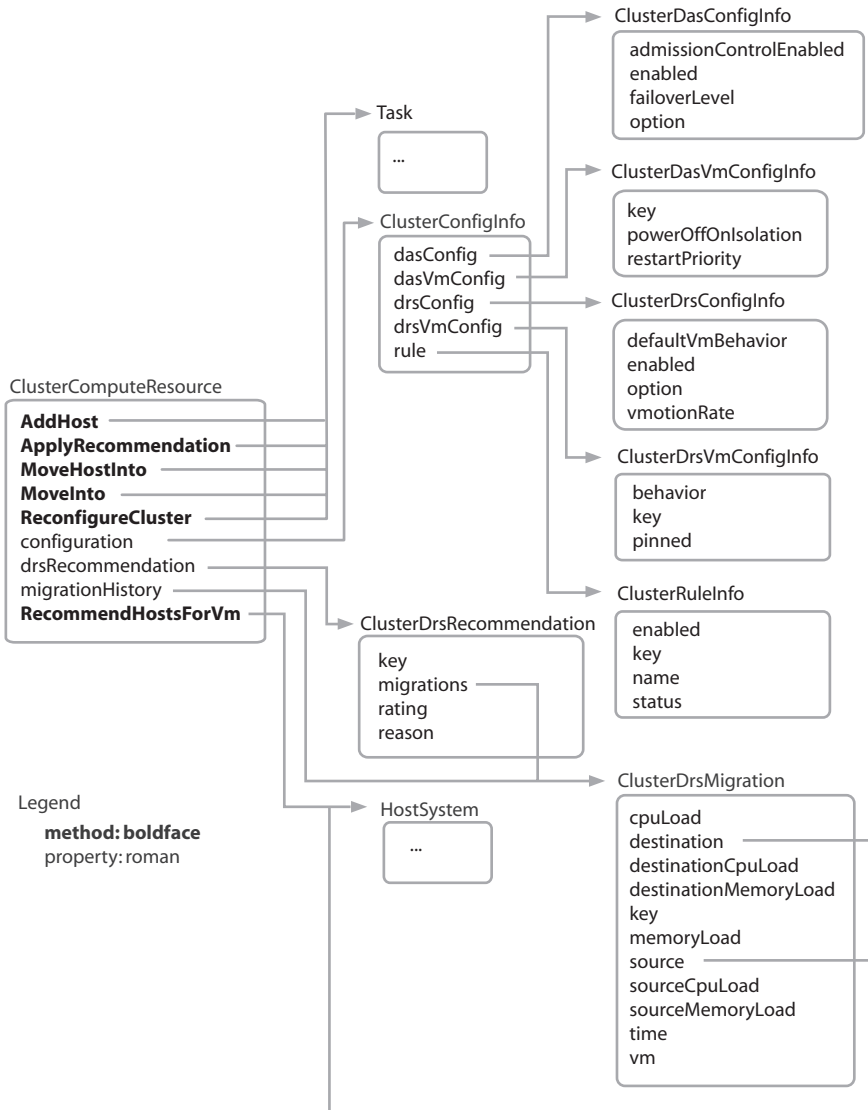 ClusterDasConfigInfo
admissionControlEnabled
enabled
failoverLevel
option
Task
...
ClusterDasVmConfigInfo
key
powerOffOnIsolation
restartPriority
ClusterConfigInfo
dasConfig
dasVmConfig
drsConfig
drsVmConfig
rule
ClusterDrsConfigInfo
defaultVmBehavior
enabled
option
vmotionRate
ClusterComputeResource
AddHost
ApplyRecommendation
MoveHostInto
MoveInto
ReconfigureCluster
configuration
drsRecommendation
migrationHistory
RecommendHostsForVm
ClusterDrsVmConfigInfo
behavior
key
pinned
ClusterRuleInfo
enabled
key
name
status
ClusterDrsRecommendation
key
migrations
rating
reason
ClusterDrsMigration
cpuLoad
destination
destinationCpuLoad
destinationMemoryLoad
key
memoryLoad
source
sourceCpuLoad
sourceMemoryLoad
time
vm
Legend
method: boldface
property: roman
HostSystem
...